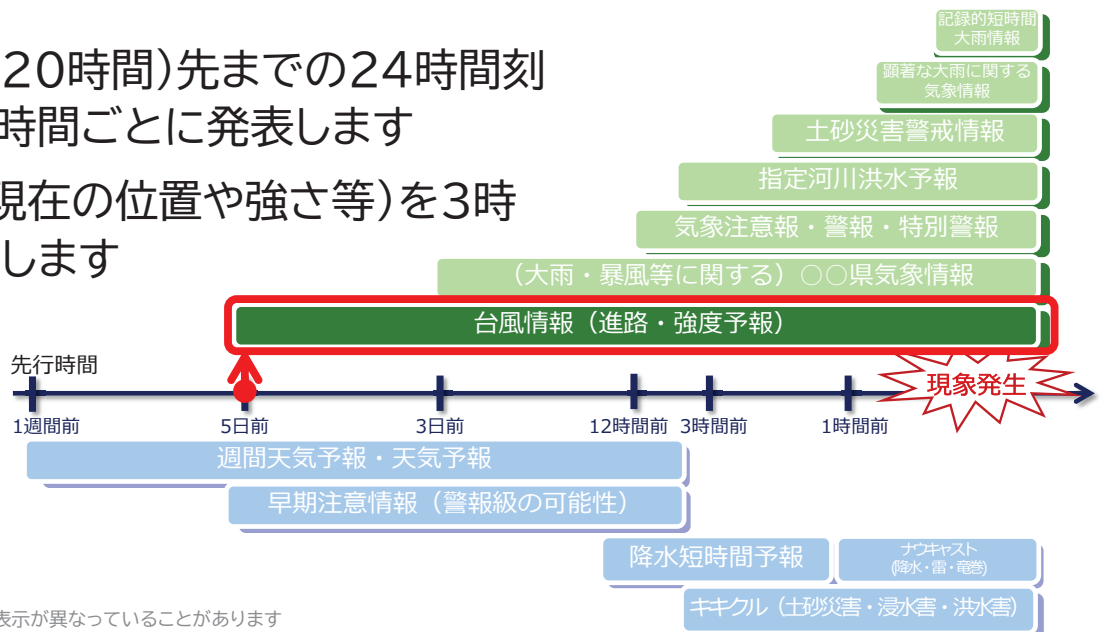 20時間)先までの24時間刻
時間ごとに発表します
現在の位置や強さ等)を3時
します
記録的短時間
大雨情報
顕著な大雨に関する
気象情報
土砂災害警戒情報
指定河川洪水予報
気象注意報・警報・特別警報
(大雨・暴風等に関する)○○県気象情報
台風情報(進路・強度予報)
先行時間
現象発生
1週間前
5日前
3日前
12時間前
3時間前
1時間前
週間天気予報・天気予報
早期注意情報(警報級の可能性)
降水短時間予報
ナウキャスト
(降水・雷・竜巻)
キキクル(土砂災害・浸水害・洪水害)
表示が異なっていることがあります